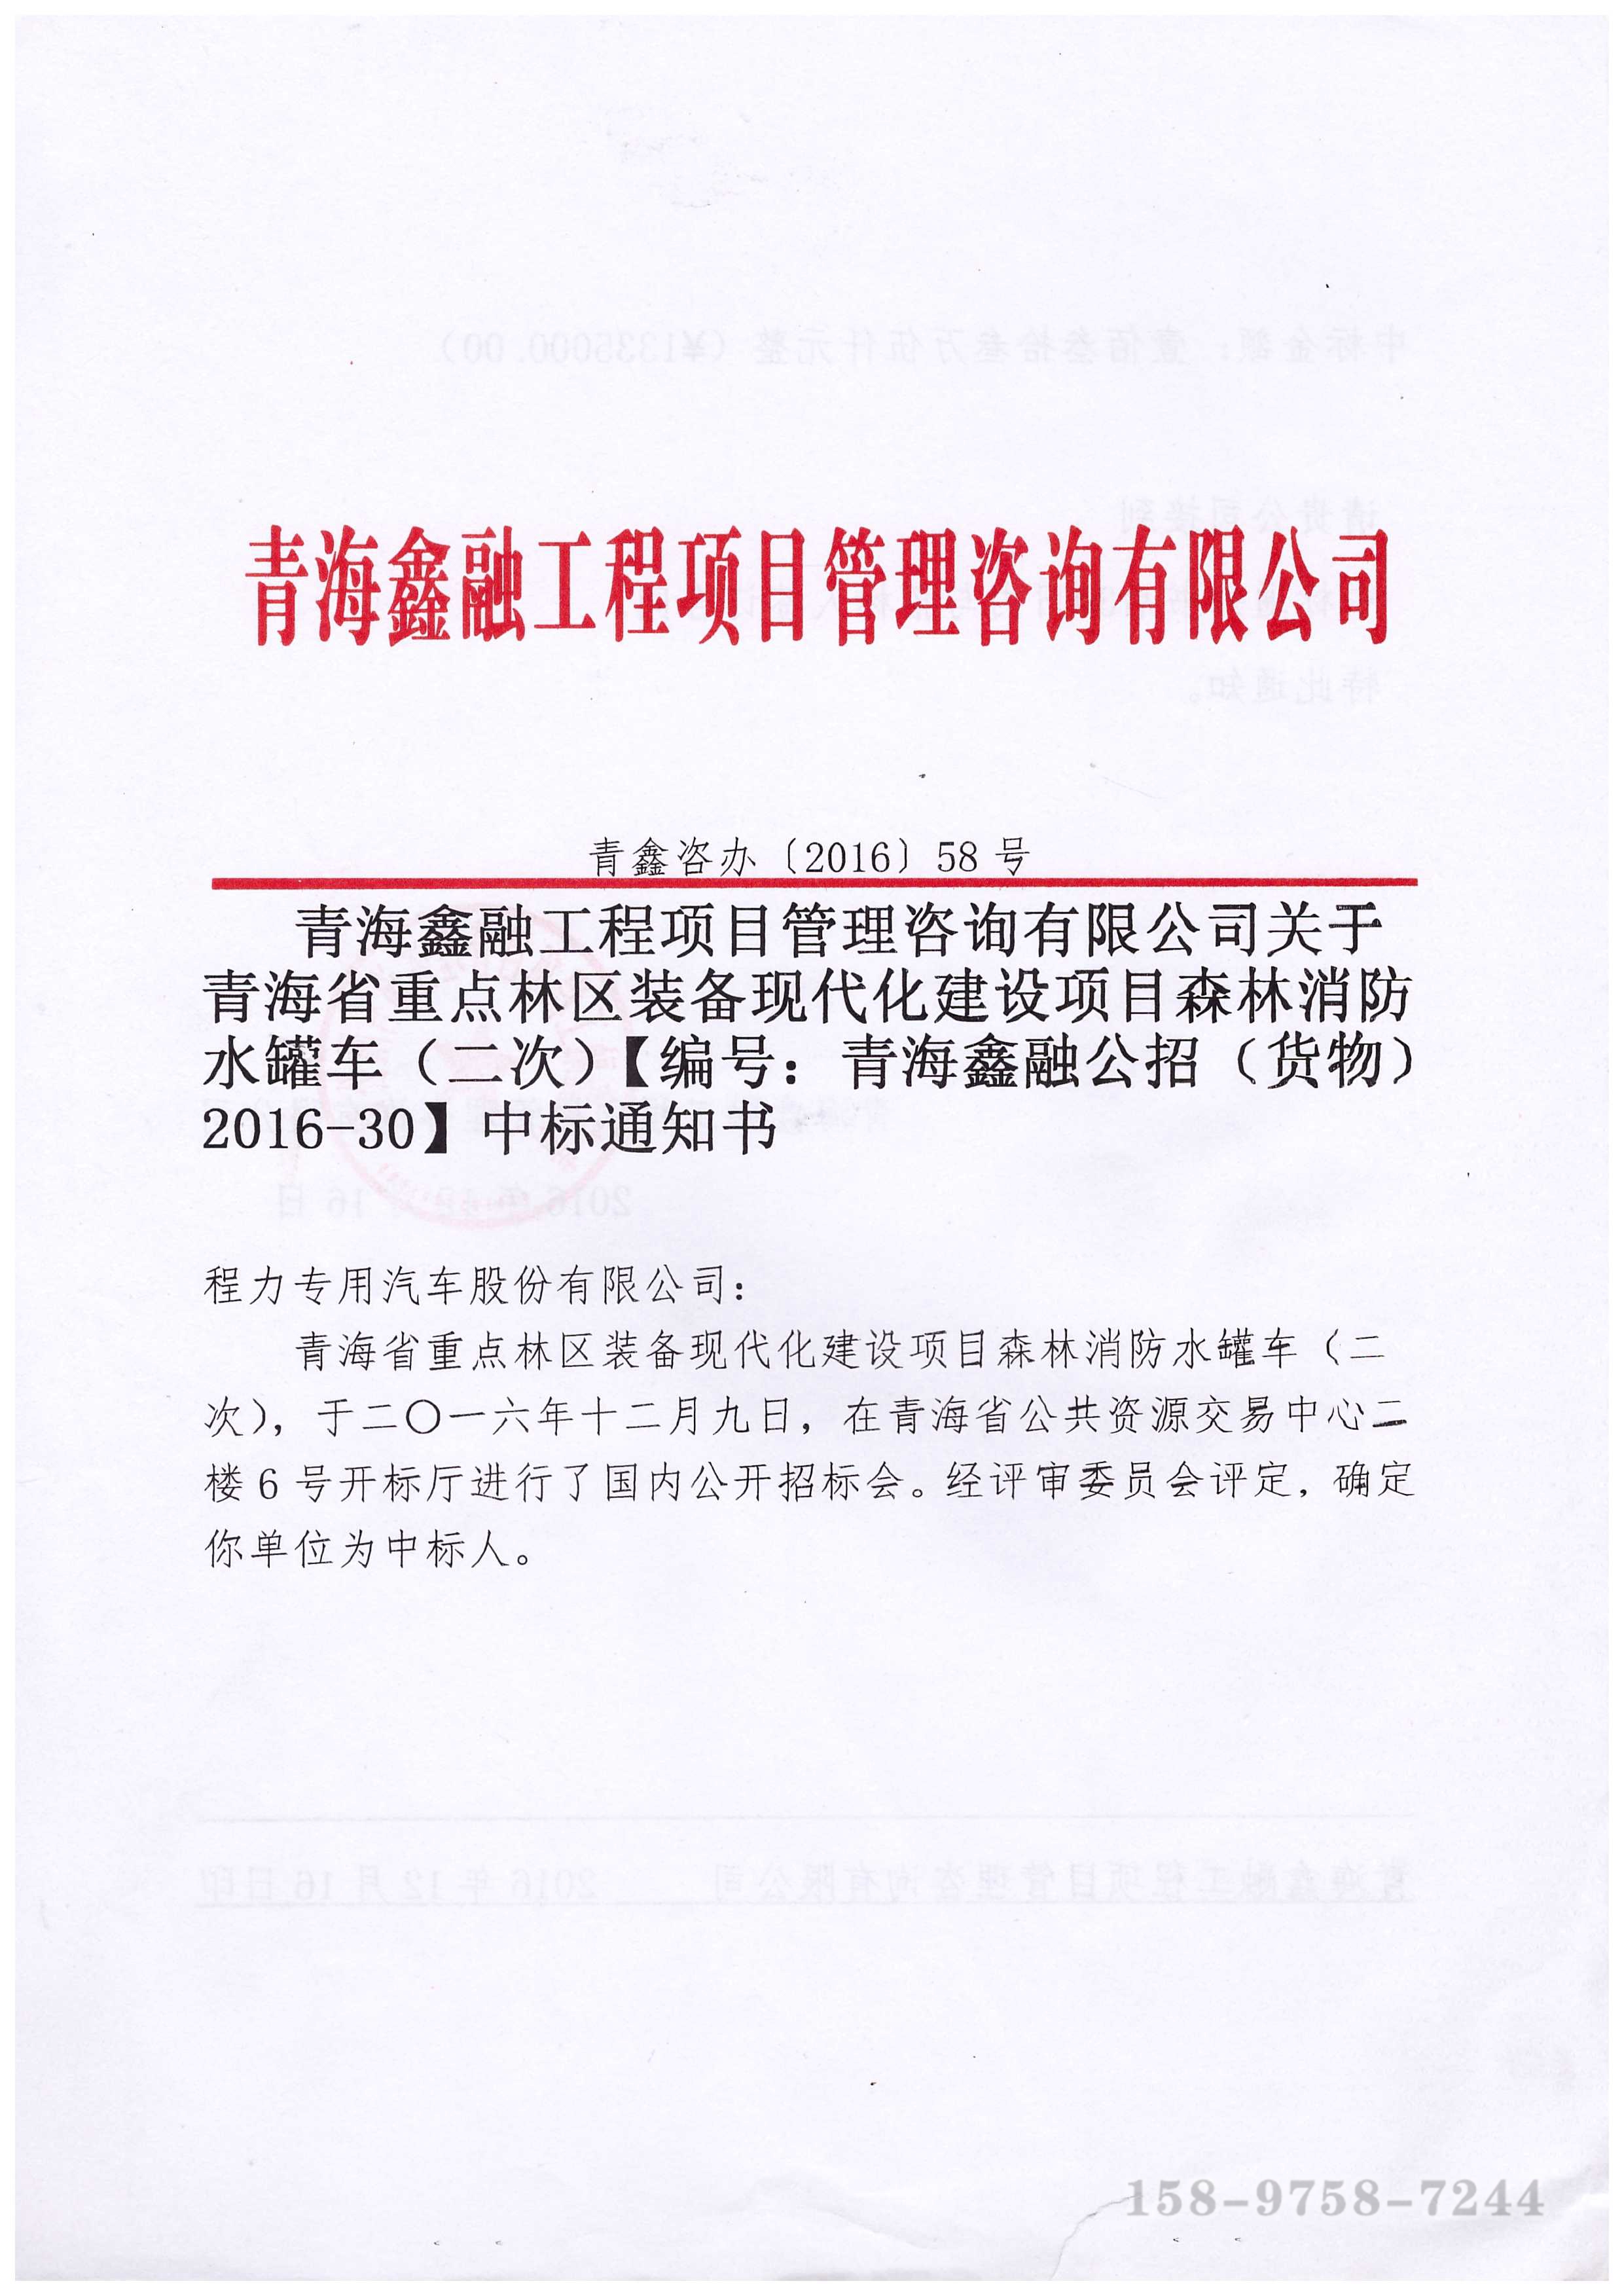 青海鑫融工程项目管理咨询有限公司
青鑫咨办〔2016〕58 号
青海鑫融工程项目管理咨询有限公司关于
青海省重点林区装备现代化建设项目森林消防
水罐车（二次）【编号：青海鑫融公招（货物）
2016-30】中标通知书
程力专用汽车股份有限公司：
青海省重点林区装备现代化建设项目森林消防水罐车（二
次），于二〇一六年十二月九日，在青海省公共资源交易中心二
楼 6 号开标厅进行了国内公开招标会。经评审委员会评定，确定
你单位为中标人。
158-9758-7244